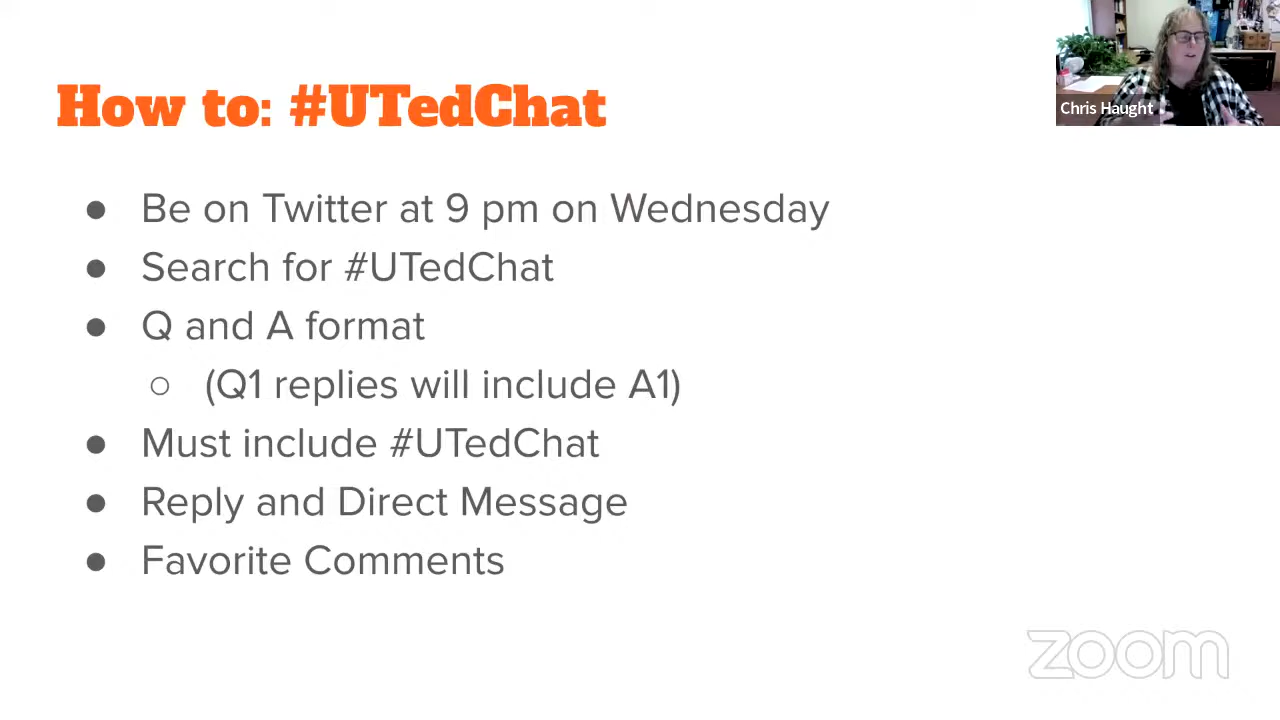 How to: #UTedChat
Chris Haught
● Be on Twitter at 9 pm on Wednesday
● Search for #UTedChat
● Q and A format
○ (Q1 replies will include A1)
● Must include #UTedChat
● Reply and Direct Message
● Favorite Comments
zoom